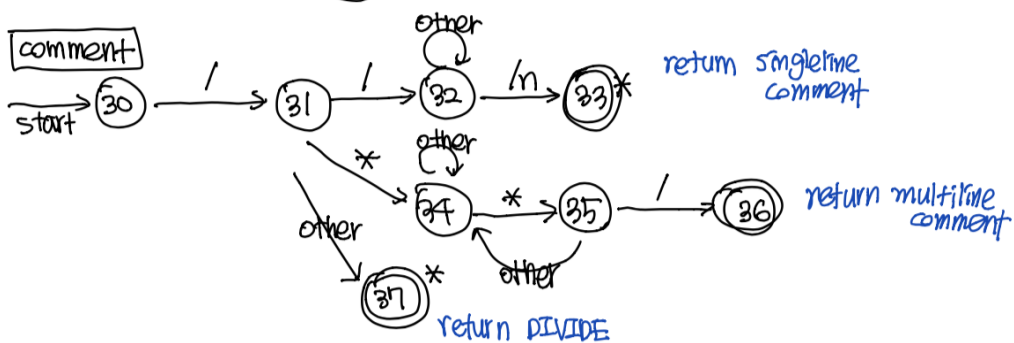 other
comment
start
30
/
31
/
32
/n
33
*
return singleline
comment
other
*
34
*
35
/
36
return multiline
comment
other
other
37
*
return DIVIDE